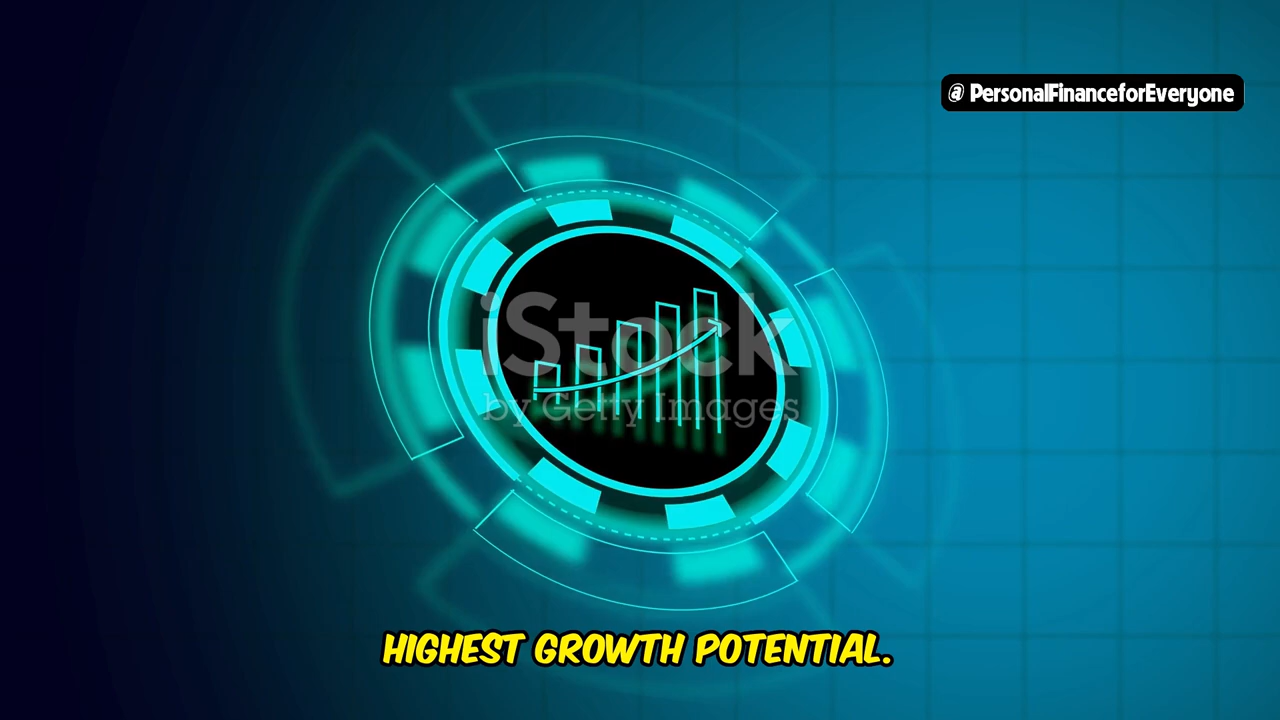 @ PersonalFinanceforEveryone
iStock
by Getty Images
HIGHEST GROWTH POTENTIAL.